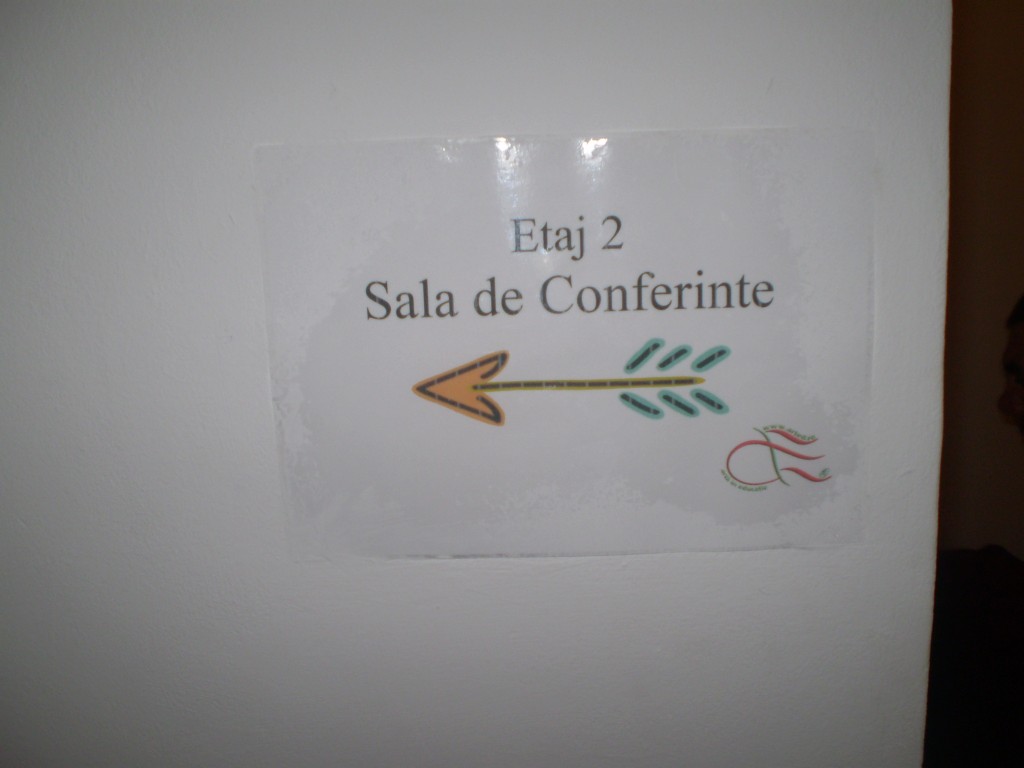 Etaj 2
Sala de Conferinte